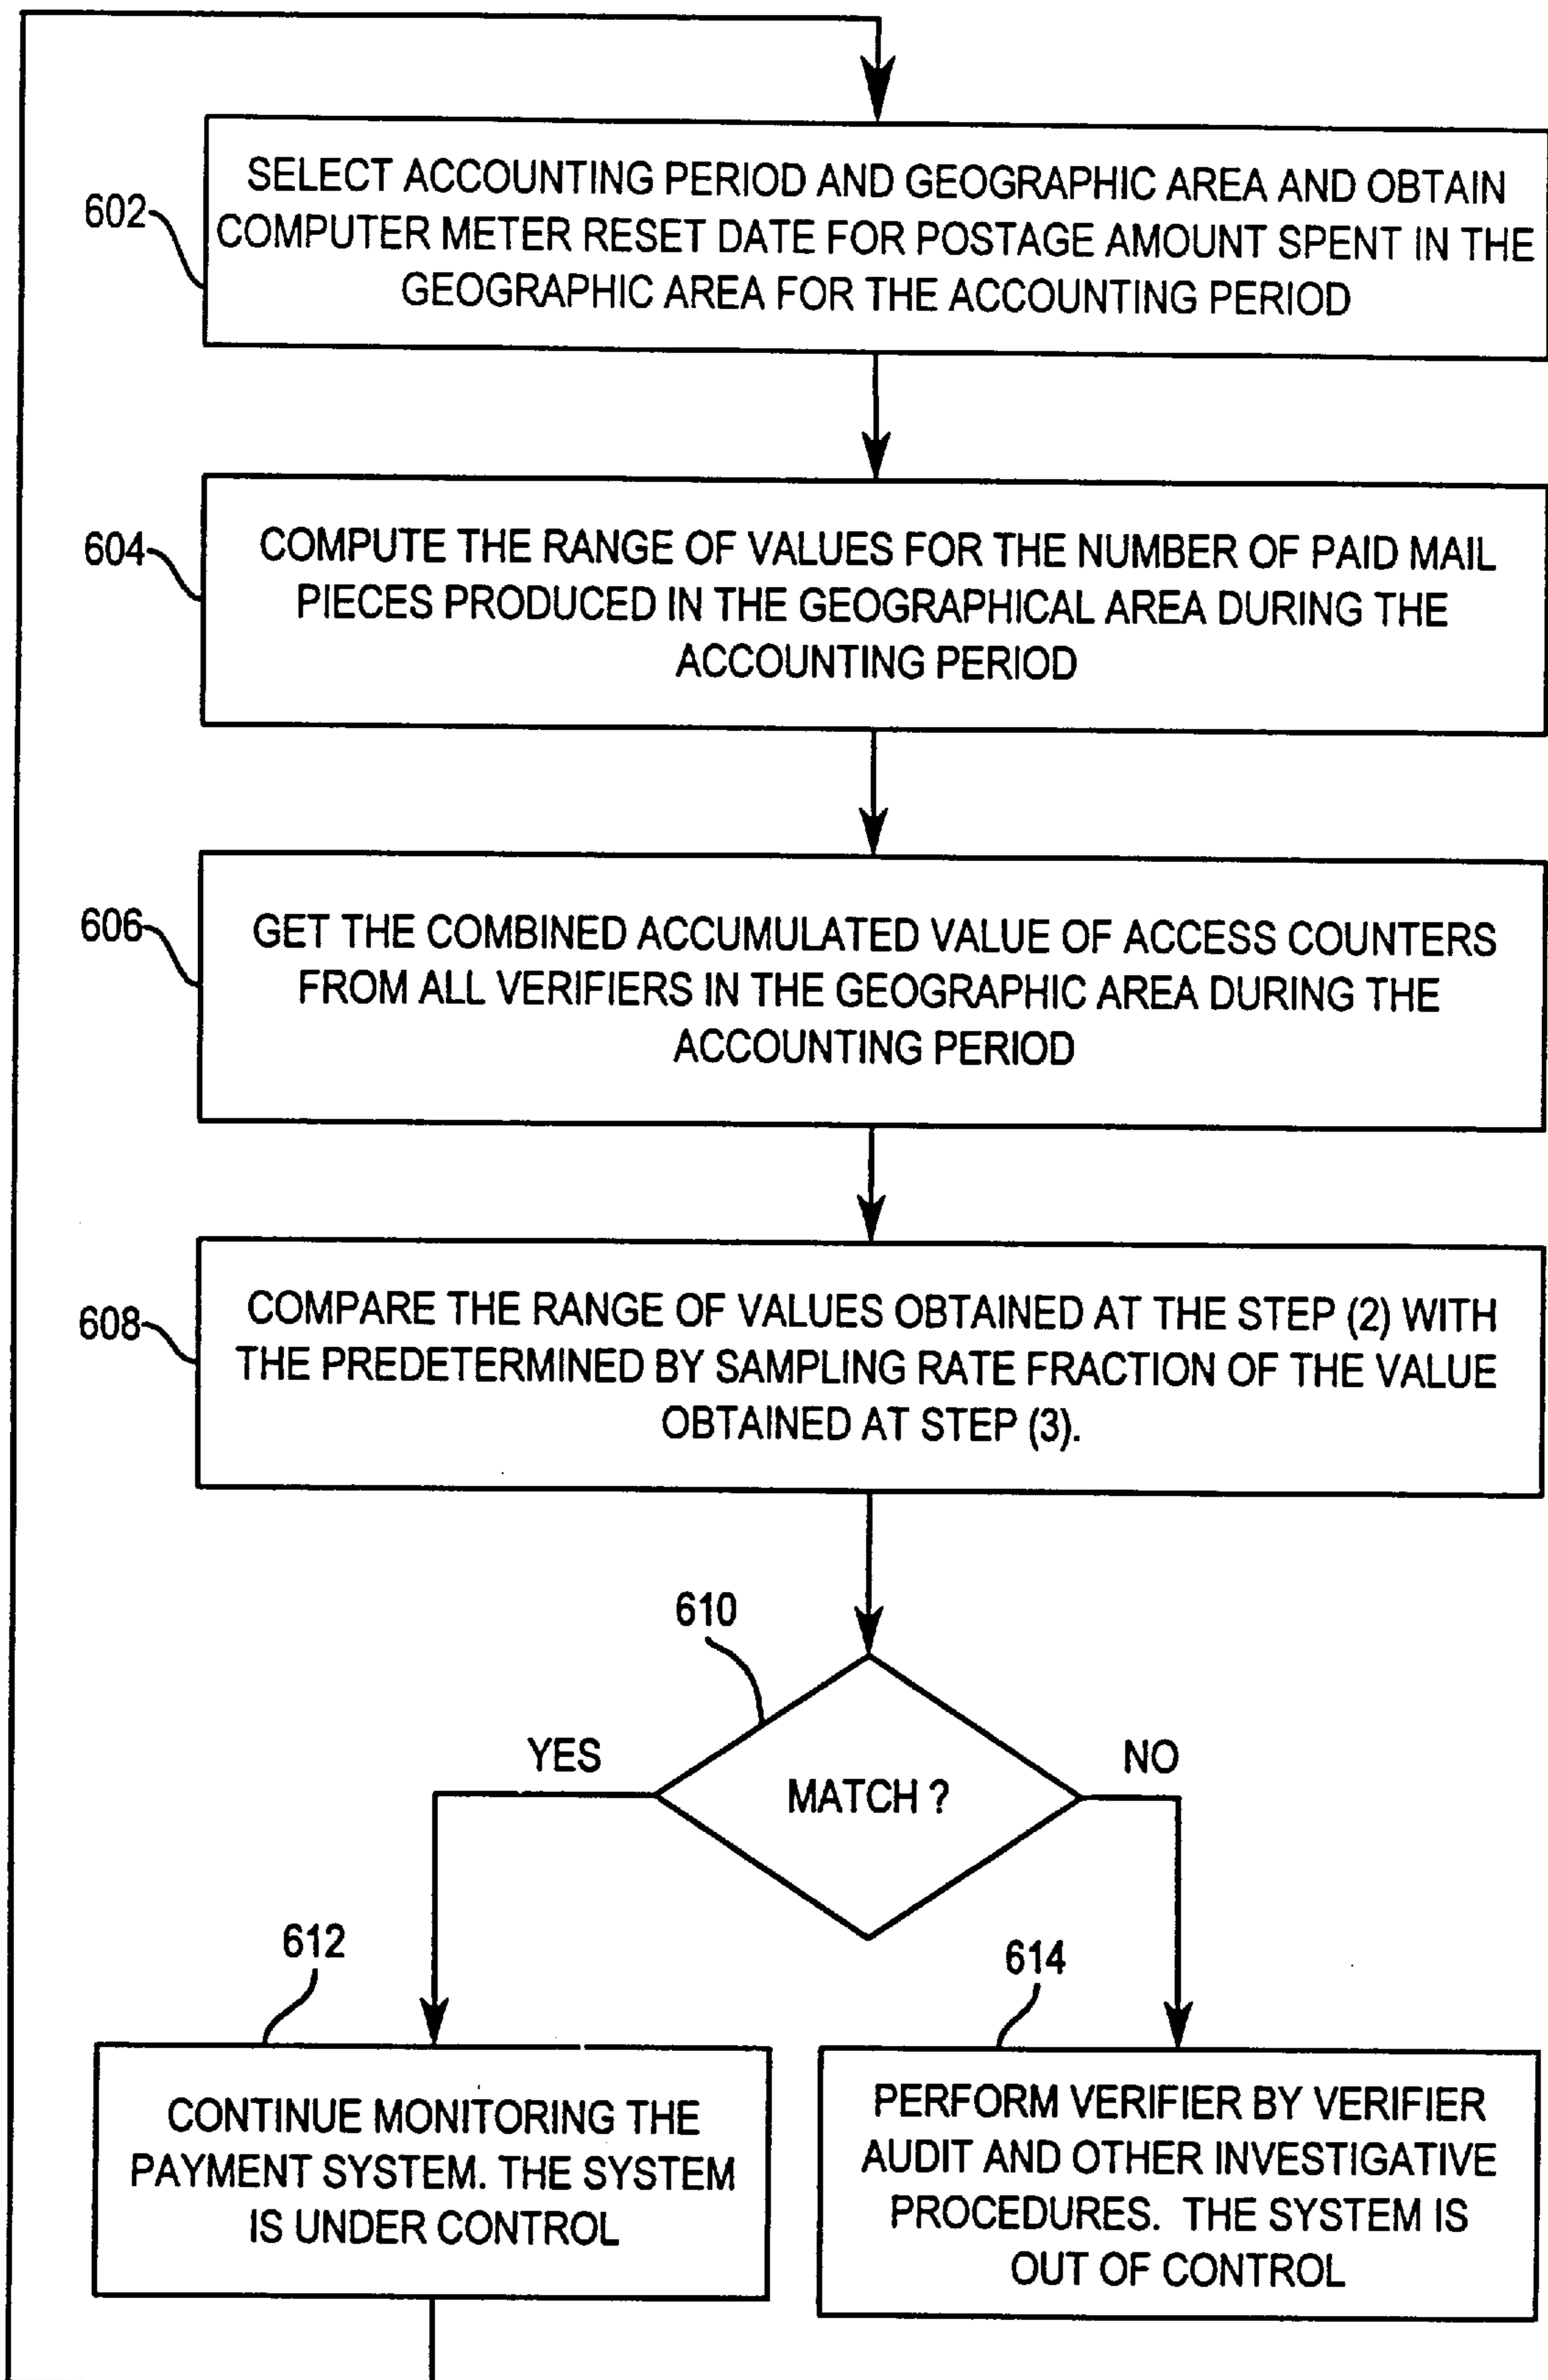 602
SELECT ACCOUNTING PERIOD AND GEOGRAPHIC AREA AND OBTAIN
COMPUTER METER RESET DATE FOR POSTAGE AMOUNT SPENT IN THE
GEOGRAPHIC AREA FOR THE ACCOUNTING PERIOD
604
COMPUTE THE RANGE OF VALUES FOR THE NUMBER OF PAID MAIL
PIECES PRODUCED IN THE GEOGRAPHICAL AREA DURING THE
ACCOUNTING PERIOD
606
GET THE COMBINED ACCUMULATED VALUE OF ACCESS COUNTERS
FROM ALL VERIFIERS IN THE GEOGRAPHIC AREA DURING THE
ACCOUNTING PERIOD
608
COMPARE THE RANGE OF VALUES OBTAINED AT THE STEP (2) WITH
THE PREDETERMINED BY SAMPLING RATE FRACTION OF THE VALUE
OBTAINED AT STEP (3).
610
MATCH ?
YES
NO
612
CONTINUE MONITORING THE
PAYMENT SYSTEM. THE SYSTEM
IS UNDER CONTROL
614
PERFORM VERIFIER BY VERIFIER
AUDIT AND OTHER INVESTIGATIVE
PROCEDURES. THE SYSTEM IS
OUT OF CONTROL